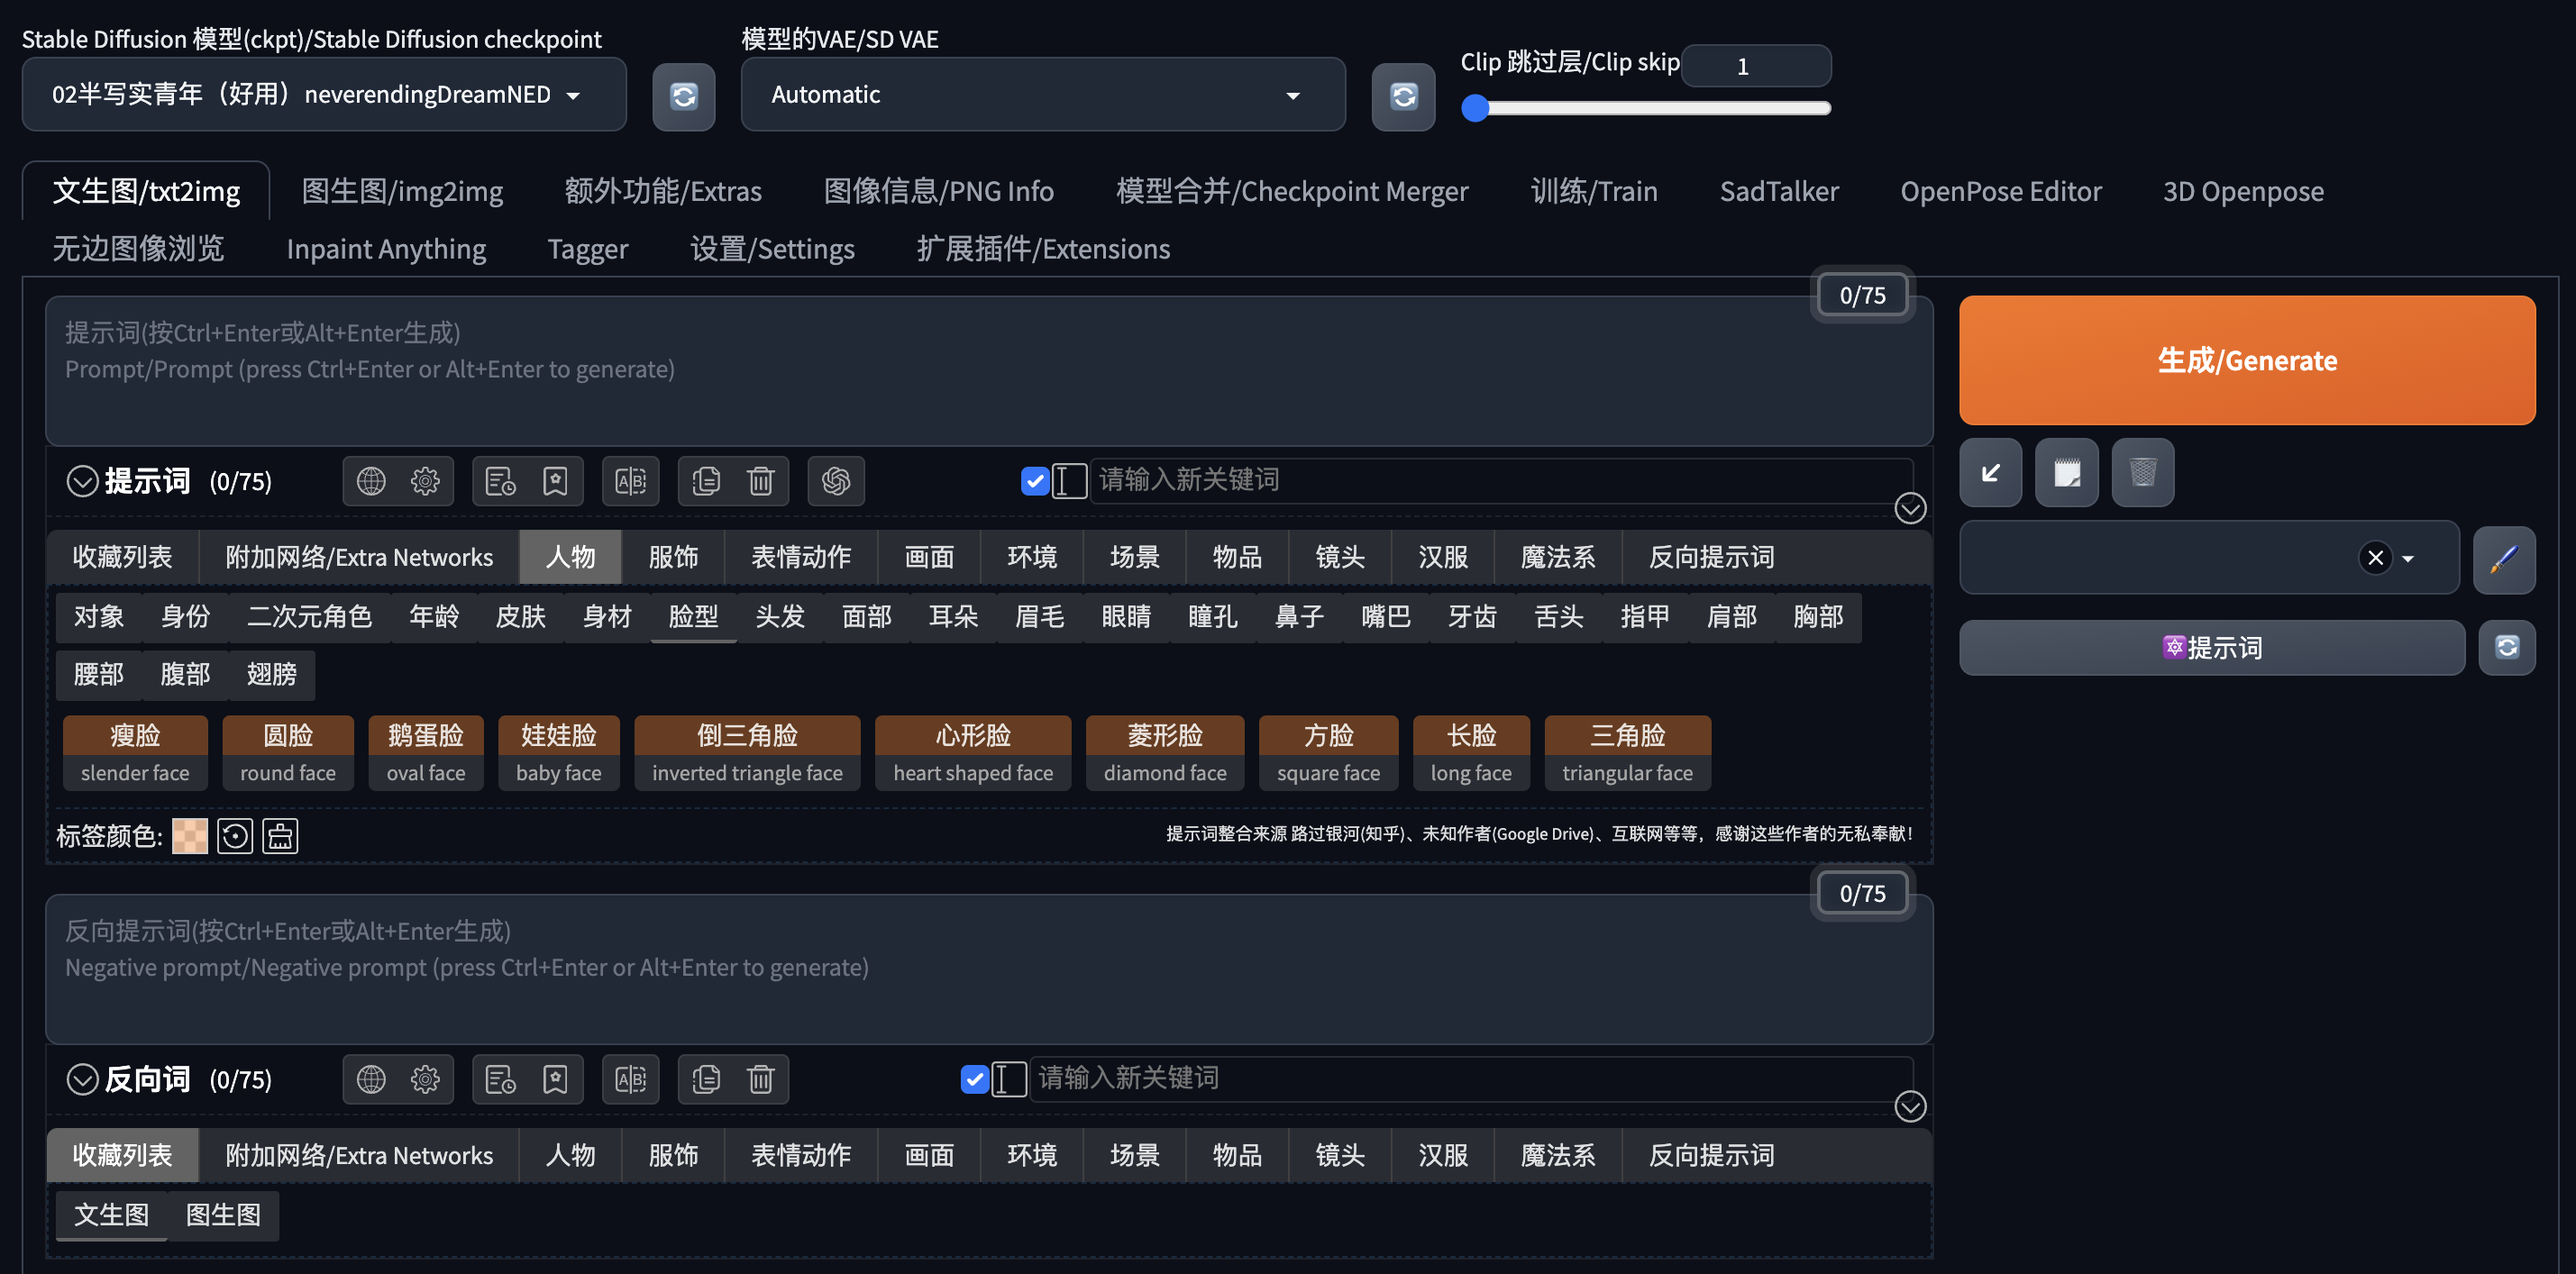 Stable Diffusion 模型(ckpt)/Stable Diffusion checkpoint
模型的VAE/SD VAE
Clip 跳过层/Clip skip
1
02半写实青年（好用）neverendingDreamNED
Automatic
文生图/txt2img 图生图/img2img 额外功能/Extras 图像信息/PNG Info 模型合并/Checkpoint Merger 训练/Train SadTalker OpenPose Editor 3D Openpose
无边图像浏览 Inpaint Anything Tagger 设置/Settings 扩展插件/Extensions
0/75
提示词(按Ctrl+Enter或Alt+Enter生成)
Prompt/Prompt (press Ctrl+Enter or Alt+Enter to generate)
生成/Generate
提示词 (0/75) 请输入新关键词
收藏列表 附加网络/Extra Networks 人物 服饰 表情动作 画面 环境 场景 物品 镜头 汉服 魔法系 反向提示词
对象 身份 二次元角色 年龄 皮肤 身材 脸型 头发 面部 耳朵 眉毛 眼睛 瞳孔 鼻子 嘴巴 牙齿 舌头 指甲 肩部 胸部
提示词
腰部 腹部 翅膀
瘦脸 圆脸 鹅蛋脸 娃娃脸 倒三角脸 心形脸 菱形脸 方脸 长脸 三角脸
slender face round face oval face baby face inverted triangle face heart shaped face diamond face square face long face triangular face
标签颜色:
提示词整合来源 路过银河(知乎)、未知作者(Google Drive)、互联网等等，感谢这些作者的无私奉献！
0/75
反向提示词(按Ctrl+Enter或Alt+Enter生成)
Negative prompt/Negative prompt (press Ctrl+Enter or Alt+Enter to generate)
反向词 (0/75) 请输入新关键词
收藏列表 附加网络/Extra Networks 人物 服饰 表情动作 画面 环境 场景 物品 镜头 汉服 魔法系 反向提示词
文生图 图生图